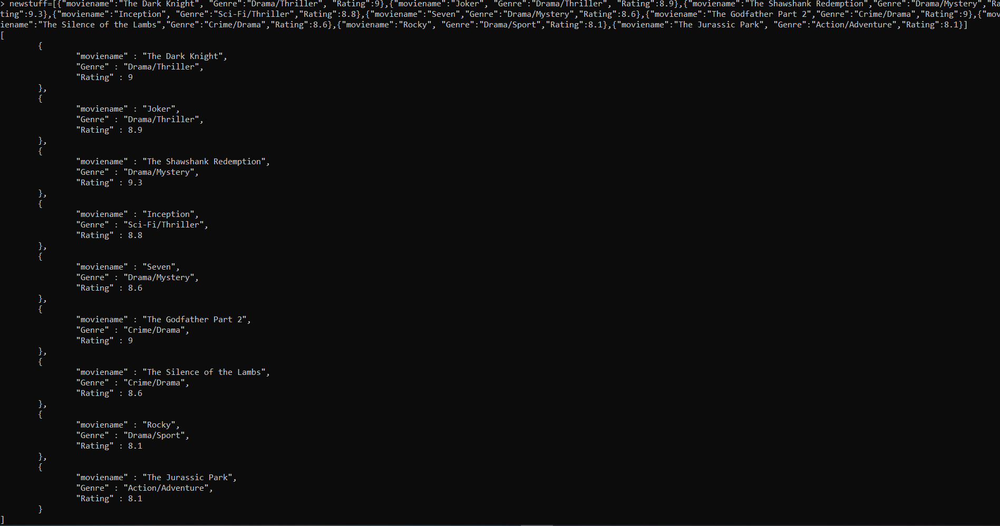 > newstuff=[{"moviename":"The Dark Knight", "Genre":"Drama/Thriller", "Rating":9},{"moviename":"Joker", "Genre":"Drama/Thriller", "Rating":8.9},{"moviename":"The Shawshank Redemption","Genre":"Drama/Mystery","Ra
ting":9.3},{"moviename":"Inception", "Genre":"Sci-Fi/Thriller","Rating":8.8},{"moviename":"Seven","Genre":"Drama/Mystery","Rating":8.6},{"moviename":"The Godfather Part 2","Genre":"Crime/Drama","Rating":9},{"mov
iename":"The Silence of the Lambs","Genre":"Crime/Drama","Rating":8.6},{"moviename":"Rocky", "Genre":"Drama/Sport","Rating":8.1},{"moviename":"The Jurassic Park", "Genre":"Action/Adventure","Rating":8.1}]
[
{
"moviename" : "The Dark Knight",
"Genre" : "Drama/Thriller",
"Rating" : 9
},
{
"moviename" : "Joker",
"Genre" : "Drama/Thriller",
"Rating" : 8.9
},
{
"moviename" : "The Shawshank Redemption",
"Genre" : "Drama/Mystery",
"Rating" : 9.3
},
{
"moviename" : "Inception",
"Genre" : "Sci-Fi/Thriller",
"Rating" : 8.8
},
{
"moviename" : "Seven",
"Genre" : "Drama/Mystery",
"Rating" : 8.6
},
{
"moviename" : "The Godfather Part 2",
"Genre" : "Crime/Drama",
"Rating" : 9
},
{
"moviename" : "The Silence of the Lambs",
"Genre" : "Crime/Drama",
"Rating" : 8.6
},
{
"moviename" : "Rocky",
"Genre" : "Drama/Sport",
"Rating" : 8.1
},
{
"moviename" : "The Jurassic Park",
"Genre" : "Action/Adventure",
"Rating" : 8.1
}
]